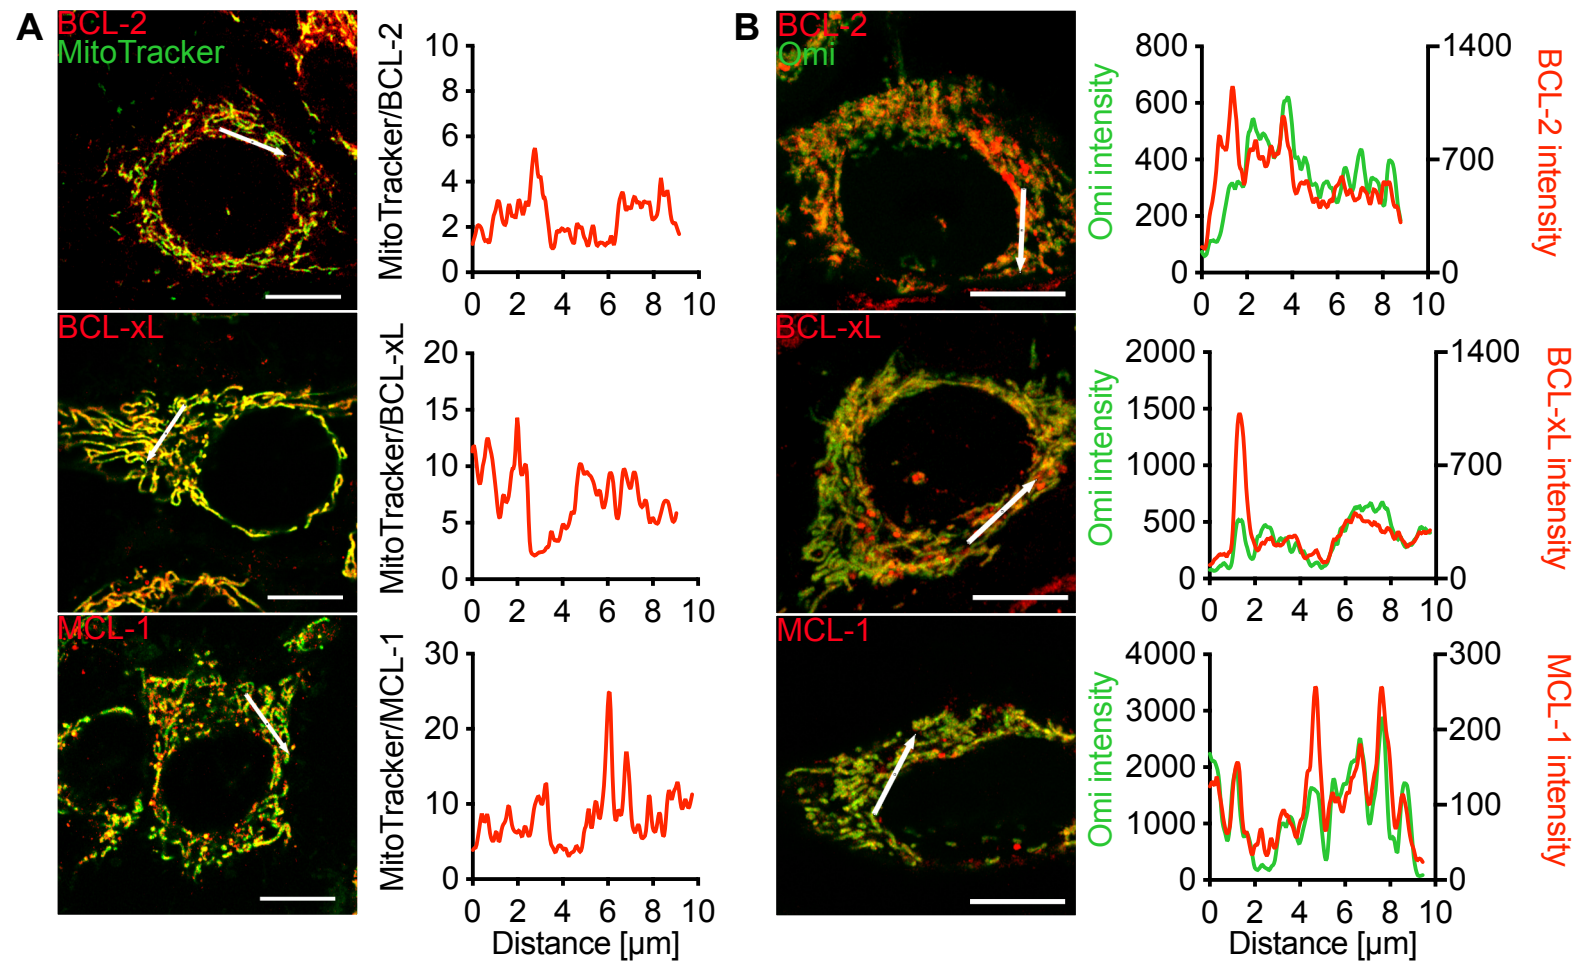 A
BCL-2
MitoTracker
MitoTracker/BCL-2
10
8
6
4
2
0
0 2 4 6 8 10
B
BCL-2
Omi
Omi intensity
800
600
400
200
0
0 2 4 6 8 10
1400
700
0
BCL-2 intensity
BCL-xL
MitoTracker/BCL-xL
20
15
10
5
0
0 2 4 6 8 10
BCL-xL
Omi intensity
2000
1500
1000
500
0
0 2 4 6 8 10
1400
700
0
BCL-xL intensity
MCL-1
MitoTracker/MCL-1
30
20
10
0
0 2 4 6 8 10
Distance [µm]
MCL-1
Omi intensity
4000
3000
2000
1000
0
0 2 4 6 8 10
Distance [µm]
300
200
100
0
MCL-1 intensity